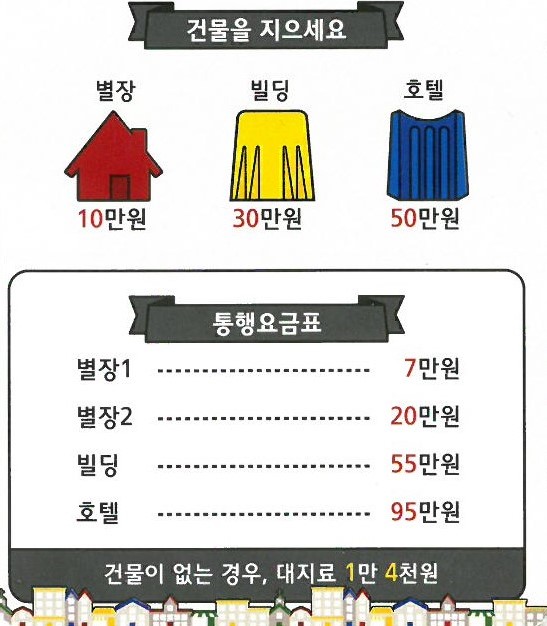 건물을 지으세요
별장 빌딩 호텔
10만원 30만원 50만원
통행요금표
별장1 ---------------------------- 7만원
별장2 ---------------------------- 20만원
빌딩 ---------------------------- 55만원
호텔 ---------------------------- 95만원
건물이 없는 경우, 대지료 1만 4천원